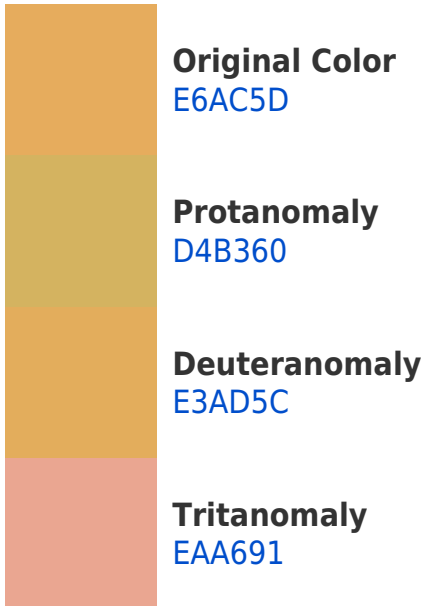 Original Color
E6AC5D
Protanomaly
D4B360
Deuteranomaly
E3AD5C
Tritanomaly
EAA691